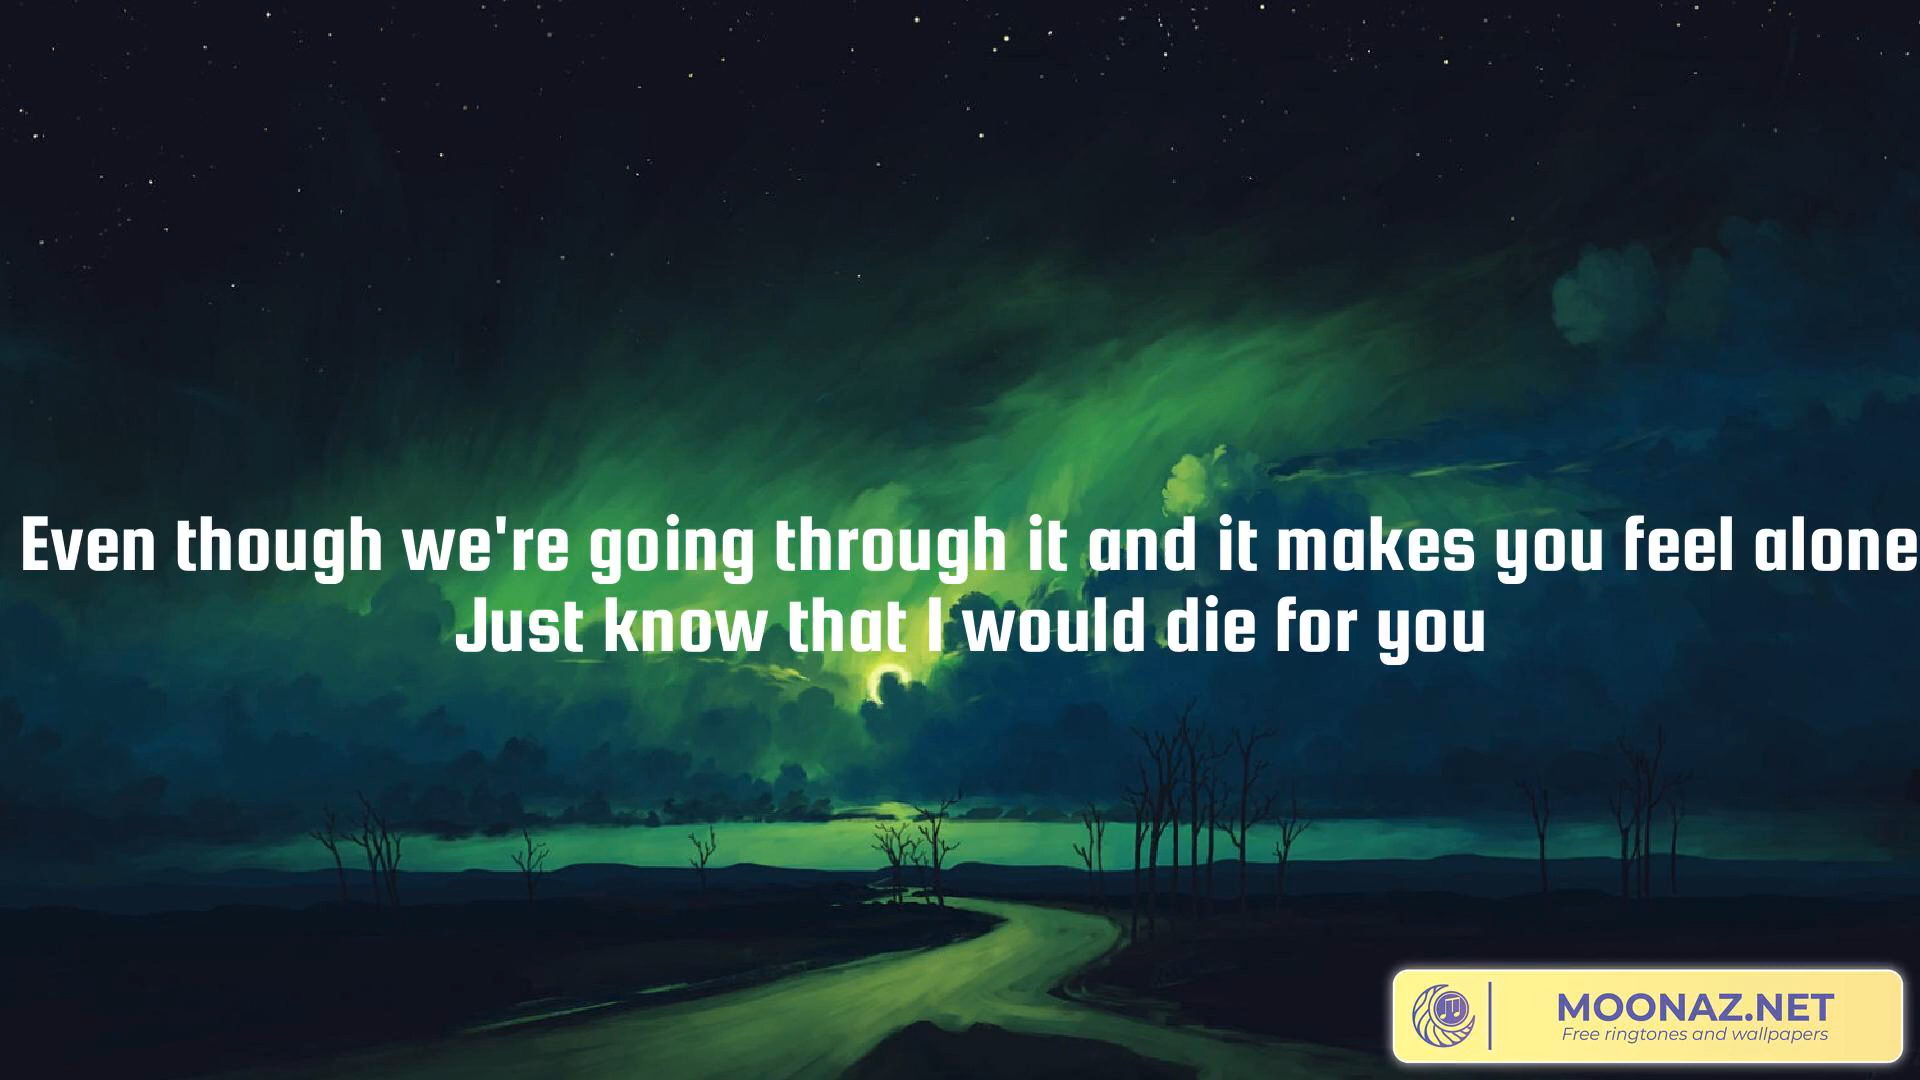 Even though we're going through it and it makes you feel alone
Just know that I would die for you
MOONAZ.NET
Free ringtones and wallpapers